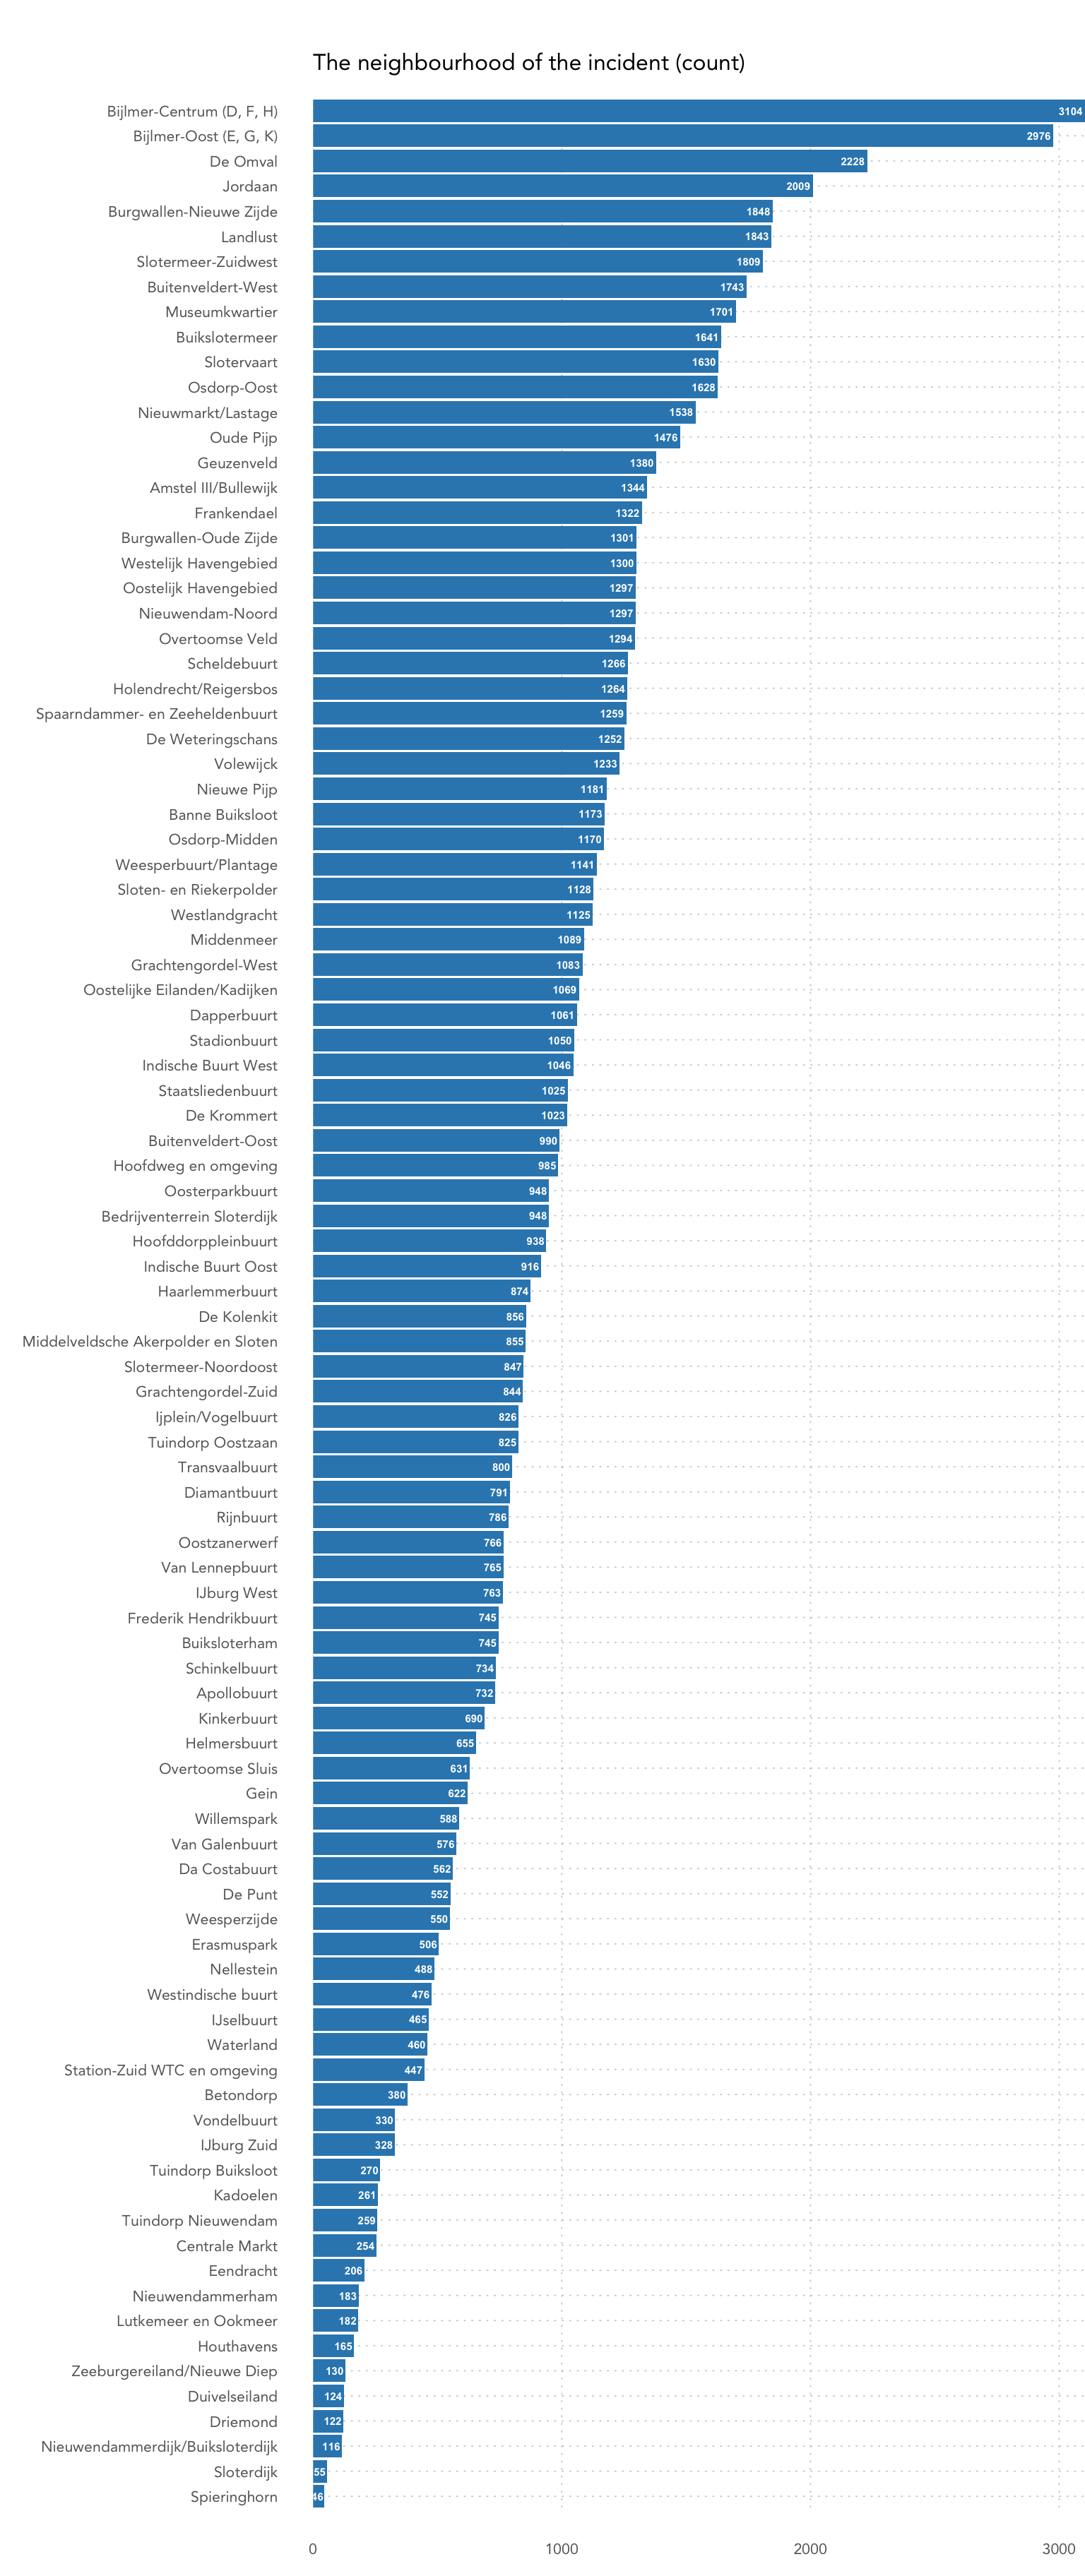 The neighbourhood of the incident (count)
Bijlmer-Centrum (D, F, H) 3104
Bijlmer-Oost (E, G, K) 2976
De Omval 2228
Jordaan 2009
Burgwallen-Nieuwe Zijde 1848
Landlust 1843
Slotermeer-Zuidwest 1809
Buitenveldert-West 1743
Museumkwartier 1701
Buikslotermeer 1641
Slotervaart 1630
Osdorp-Oost 1628
Nieuwmarkt/Lastage 1538
Oude Pijp 1476
Geuzenveld 1380
Amstel III/Bullewijk 1344
Frankendael 1322
Burgwallen-Oude Zijde 1301
Westelijk Havengebied 1300
Oostelijk Havengebied 1297
Nieuwendam-Noord 1297
Overtoomse Veld 1294
Scheldebuurt 1266
Holendrecht/Reigersbos 1264
Spaarndammer- en Zeeheldenbuurt 1259
De Weteringschans 1252
Volewijck 1233
Nieuwe Pijp 1181
Banne Buiksloot 1173
Osdorp-Midden 1170
Weesperbuurt/Plantage 1141
Sloten- en Riekerpolder 1128
Westlandgracht 1125
Middenmeer 1089
Grachtengordel-West 1083
Oostelijke Eilanden/Kadijken 1069
Dapperbuurt 1061
Stadionbuurt 1050
Indische Buurt West 1046
Staatsliedenbuurt 1025
De Krommert 1023
Buitenveldert-Oost 990
Hoofdweg en omgeving 985
Oosterparkbuurt 948
Bedrijventerrein Sloterdijk 948
Hoofddorppleinbuurt 938
Indische Buurt Oost 916
Haarlemmerbuurt 874
De Kolenkit 856
Middelveldsche Akerpolder en Sloten 855
Slotermeer-Noordoost 847
Grachtengordel-Zuid 844
Ijplein/Vogelbuurt 826
Tuindorp Oostzaan 825
Transvaalbuurt 800
Diamantbuurt 791
Rijnbuurt 786
Oostzanerwerf 766
Van Lennepbuurt 765
IJburg West 763
Frederik Hendrikbuurt 745
Buiksloterham 745
Schinkelbuurt 734
Apollobuurt 732
Kinkerbuurt 690
Helmersbuurt 655
Overtoomse Sluis 631
Gein 622
Willemspark 588
Van Galenbuurt 576
Da Costabuurt 562
De Punt 552
Weesperzijde 550
Erasmuspark 506
Nellestein 488
Westindische buurt 476
IJselbuurt 465
Waterland 460
Station-Zuid WTC en omgeving 447
Betondorp 380
Vondelbuurt 330
IJburg Zuid 328
Tuindorp Buiksloot 270
Kadoelen 261
Tuindorp Nieuwendam 259
Centrale Markt 254
Eendracht 206
Nieuwendammerham 183
Lutkemeer en Ookmeer 182
Houthavens 165
Zeeburgereiland/Nieuwe Diep 130
Duivelseiland 124
Driemond 122
Nieuwendammerdijk/Buiksloterdijk 116
Sloterdijk 55
Spieringhorn 46
0 1000 2000 3000